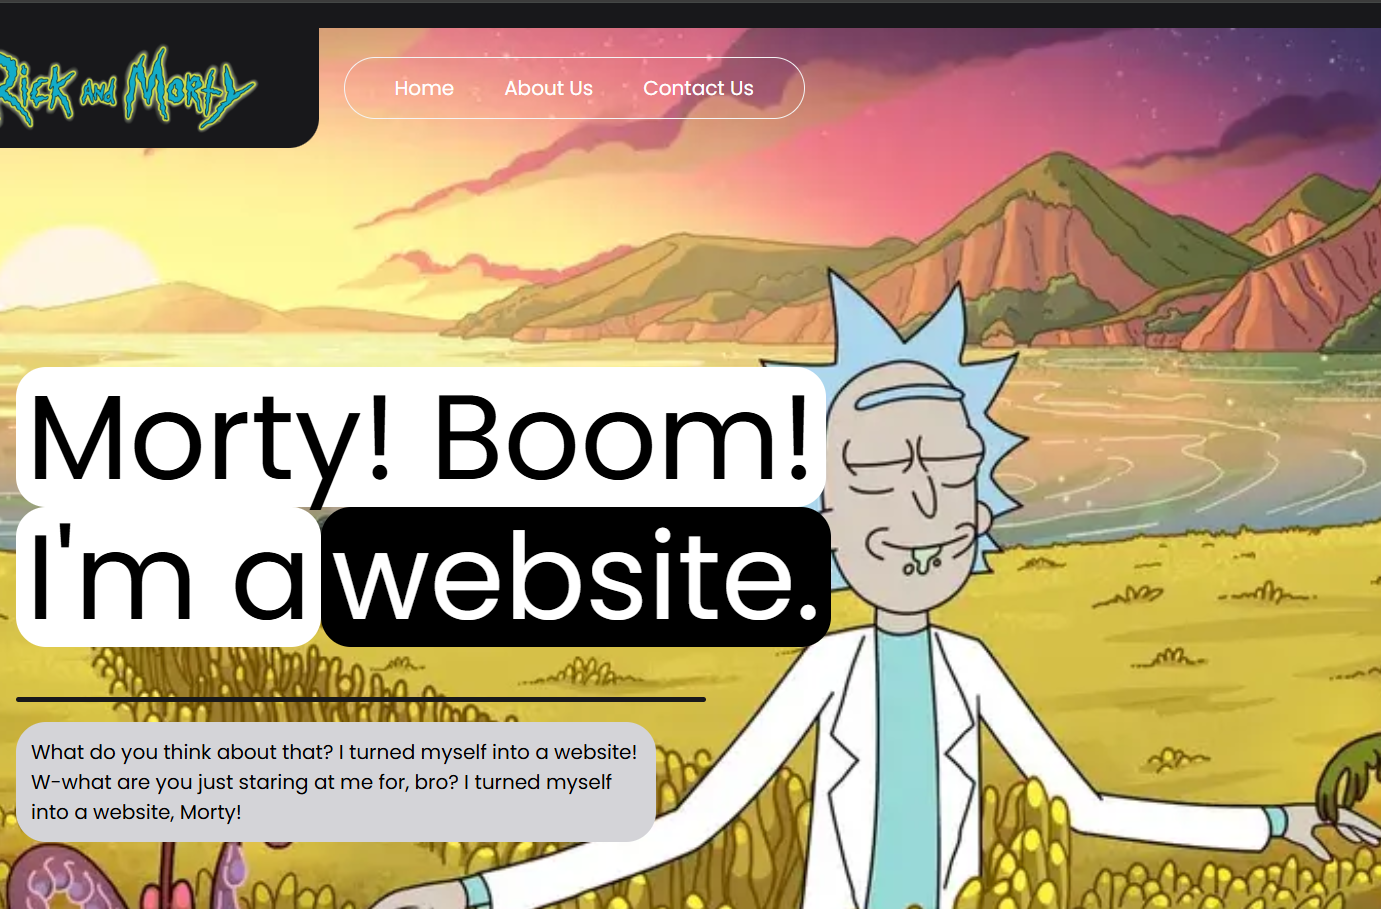 Rick and Morty
Home About Us Contact Us
Morty! Boom!
I'm a website.
What do you think about that? I turned myself into a website!
W-what are you just staring at me for, bro? I turned myself
into a website, Morty!